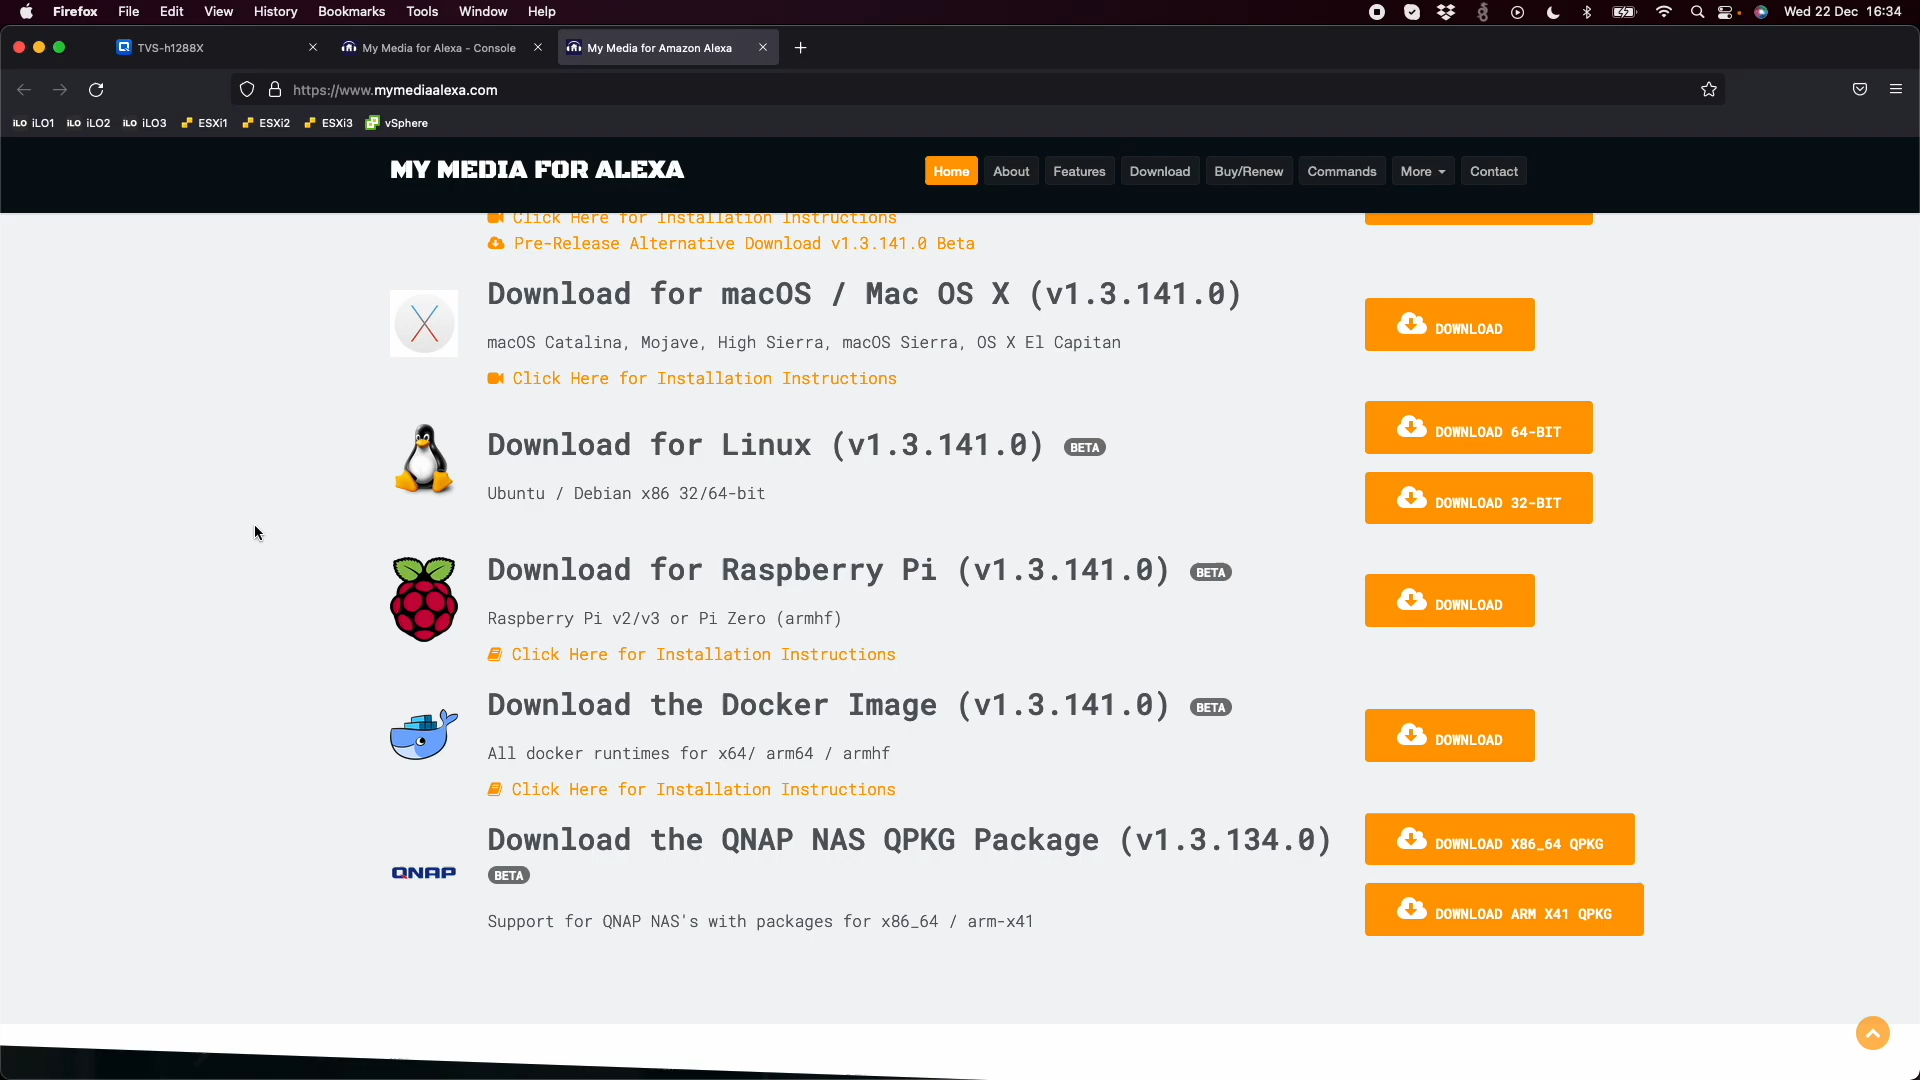 Firefox File Edit View History Bookmarks Tools Window Help Wed 22 Dec 16:34
TVS-h1288X My Media for Alexa - Console My Media for Amazon Alexa
https://www.mymediaalexa.com
iLO iLO1 iLO iLO2 iLO iLO3 ESXi1 ESXi2 ESXi3 vSphere
MY MEDIA FOR ALEXA Home About Features Download Buy/Renew Commands More Contact
Click Here for Installation Instructions
Pre-Release Alternative Download v1.3.141.0 Beta
Download for macOS / Mac OS X (v1.3.141.0)
DOWNLOAD
macOS Catalina, Mojave, High Sierra, macOS Sierra, OS X El Capitan
Click Here for Installation Instructions
DOWNLOAD 64-BIT
Download for Linux (v1.3.141.0) BETA
Ubuntu / Debian x86 32/64-bit
DOWNLOAD 32-BIT
Download for Raspberry Pi (v1.3.141.0) BETA
DOWNLOAD
Raspberry Pi v2/v3 or Pi Zero (armhf)
Click Here for Installation Instructions
Download the Docker Image (v1.3.141.0) BETA
DOWNLOAD
All docker runtimes for x64/ arm64 / armhf
Click Here for Installation Instructions
Download the QNAP NAS QPKG Package (v1.3.134.0)
DOWNLOAD X86_64 QPKG
QNAP BETA
DOWNLOAD ARM X41 QPKG
Support for QNAP NAS's with packages for x86_64 / arm-x41